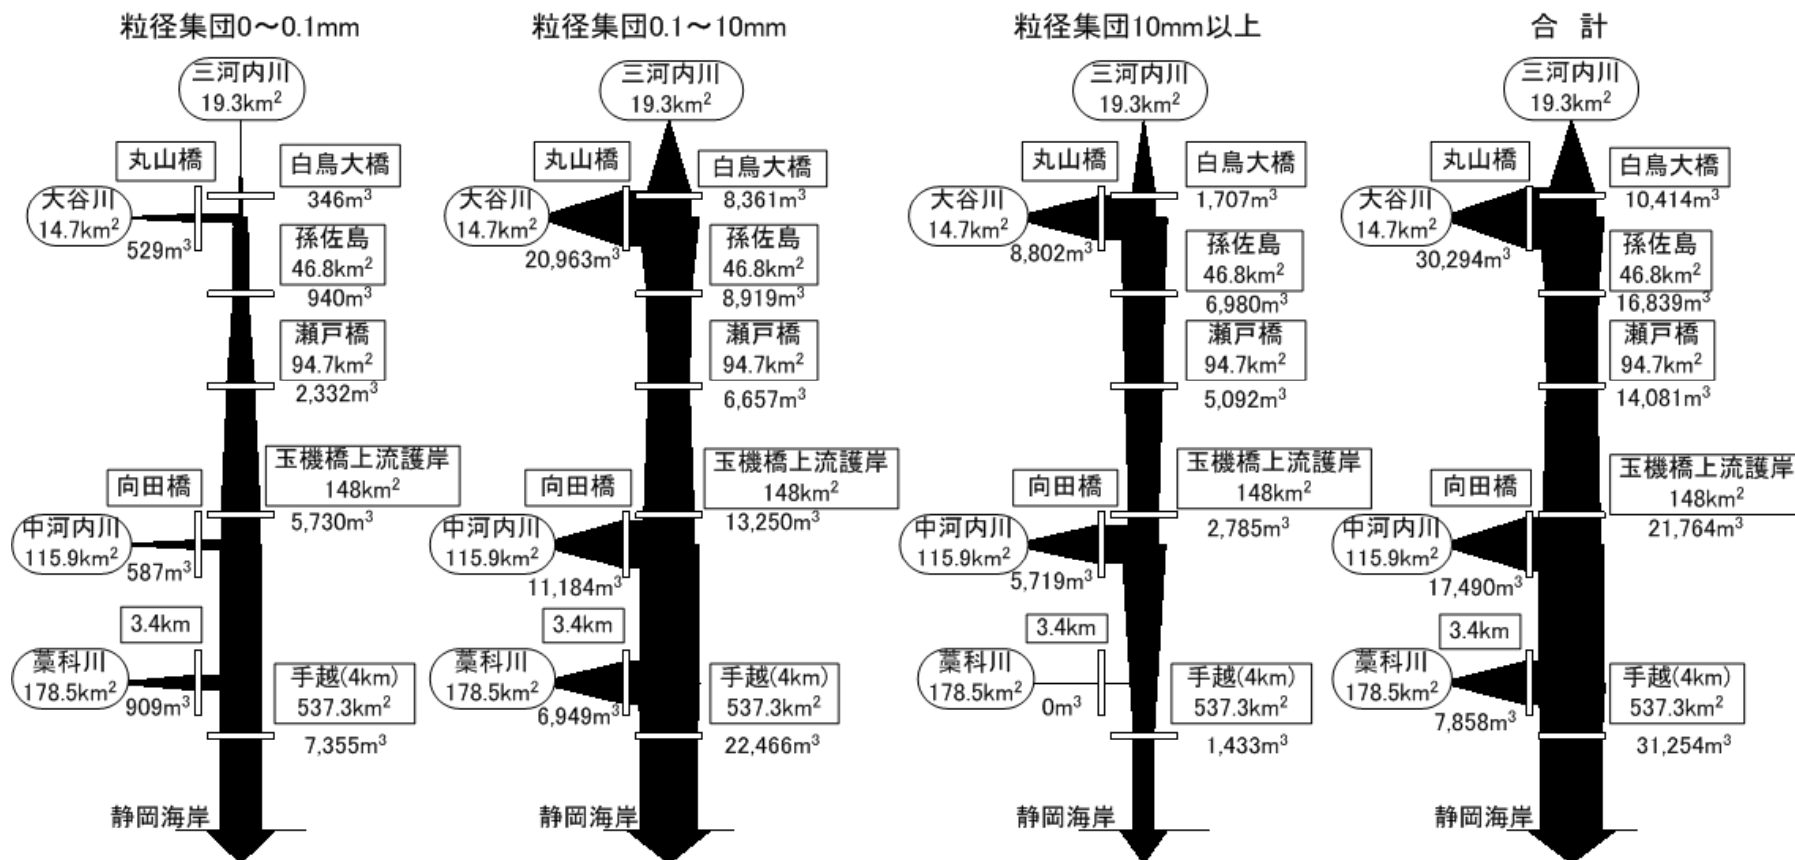 粒径集団0～0.1mm
三河内川
19.3km²
丸山橋
白鳥大橋
346m³
大谷川
14.7km²
529m³
孫佐島
46.8km²
940m³
瀬戸橋
94.7km²
2,332m³
玉機橋上流護岸
148km²
5,730m³
向田橋
中河内川
115.9km²
587m³
3.4km
藁科川
178.5km²
909m³
手越(4km)
537.3km²
7,355m³
静岡海岸
粒径集団0.1～10mm
三河内川
19.3km²
丸山橋
白鳥大橋
8,361m³
大谷川
14.7km²
20,963m³
孫佐島
46.8km²
8,919m³
瀬戸橋
94.7km²
6,657m³
玉機橋上流護岸
148km²
13,250m³
向田橋
中河内川
115.9km²
11,184m³
3.4km
藁科川
178.5km²
6,949m³
手越(4km)
537.3km²
22,466m³
静岡海岸
粒径集団10mm以上
三河内川
19.3km²
丸山橋
白鳥大橋
1,707m³
大谷川
14.7km²
8,802m³
孫佐島
46.8km²
6,980m³
瀬戸橋
94.7km²
5,092m³
玉機橋上流護岸
148km²
2,785m³
向田橋
中河内川
115.9km²
5,719m³
3.4km
藁科川
178.5km²
0m³
手越(4km)
537.3km²
1,433m³
静岡海岸
合 計
三河内川
19.3km²
丸山橋
白鳥大橋
10,414m³
大谷川
14.7km²
30,294m³
孫佐島
46.8km²
16,839m³
瀬戸橋
94.7km²
14,081m³
玉機橋上流護岸
148km²
21,764m³
向田橋
中河内川
115.9km²
17,490m³
3.4km
藁科川
178.5km²
7,858m³
手越(4km)
537.3km²
31,254m³
静岡海岸